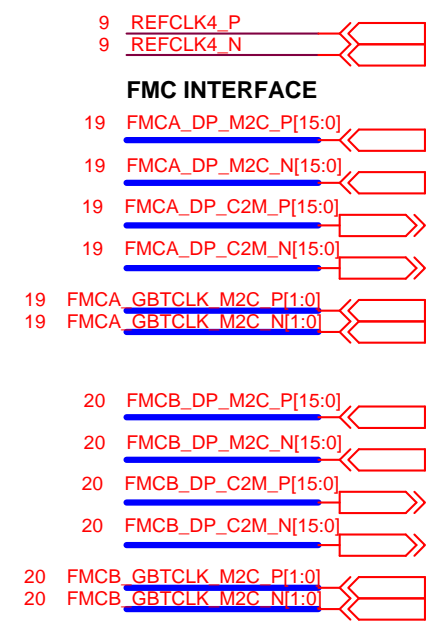 9 REFCLK4_P
9 REFCLK4_N
FMC INTERFACE
19 FMCA_DP_M2C_P[15:0]
19 FMCA_DP_M2C_N[15:0]
19 FMCA_DP_C2M_P[15:0]
19 FMCA_DP_C2M_N[15:0]
19 FMCA_GBTCLK_M2C_P[1:0]
19 FMCA_GBTCLK_M2C_N[1:0]
20 FMCB_DP_M2C_P[15:0]
20 FMCB_DP_M2C_N[15:0]
20 FMCB_DP_C2M_P[15:0]
20 FMCB_DP_C2M_N[15:0]
20 FMCB_GBTCLK_M2C_P[1:0]
20 FMCB_GBTCLK_M2C_N[1:0]